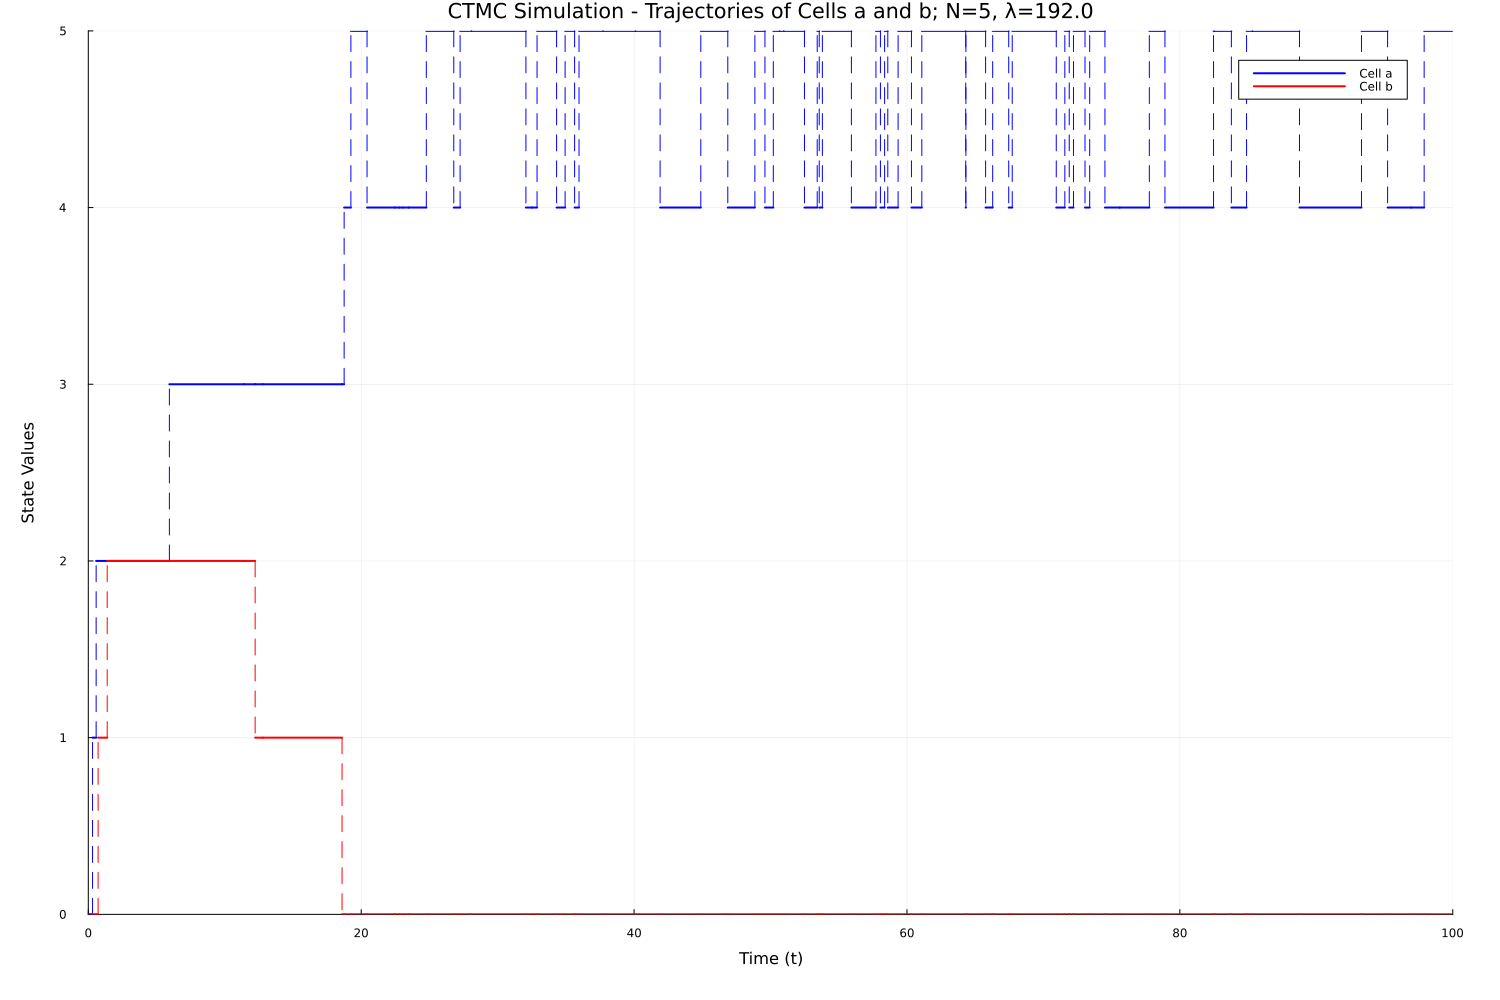 CTMC Simulation - Trajectories of Cells a and b; N=5, λ=192.0
5
Cell a
Cell b
4
3
State Values
2
1
0
0 20 40 60 80 100
Time (t)